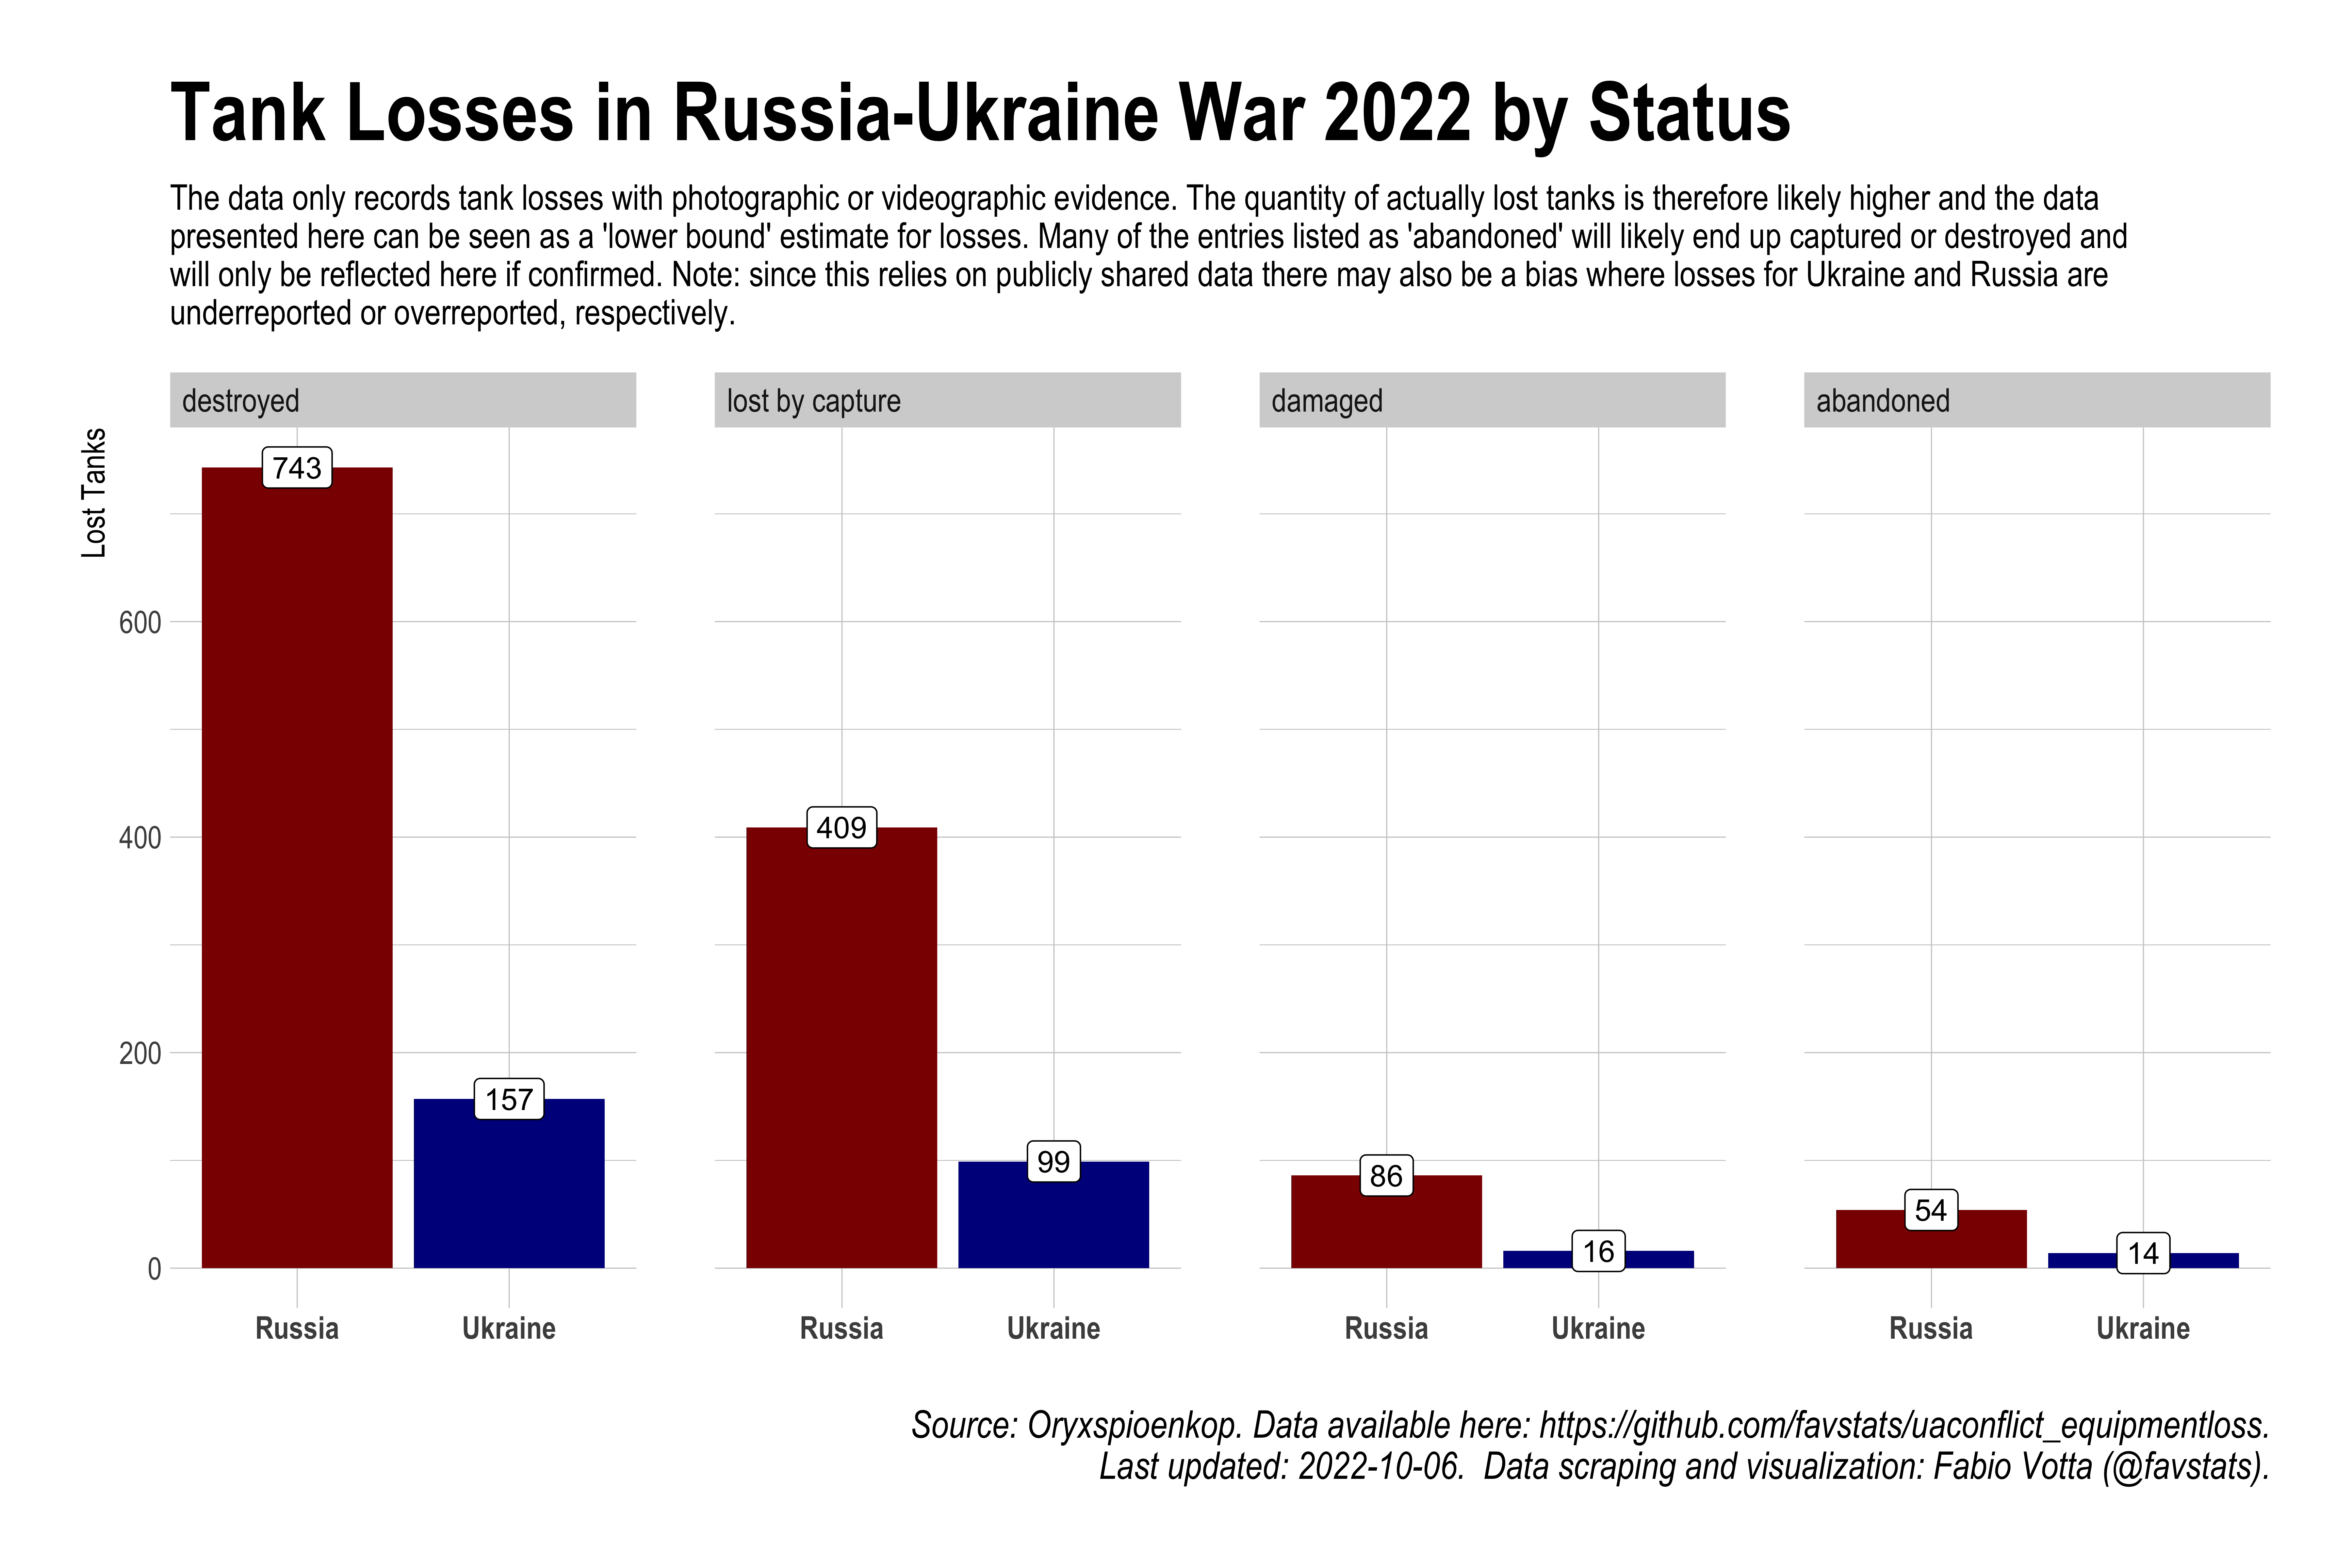 Tank Losses in Russia-Ukraine War 2022 by Status
The data only records tank losses with photographic or videographic evidence. The quantity of actually lost tanks is therefore likely higher and the data
presented here can be seen as a 'lower bound' estimate for losses. Many of the entries listed as 'abandoned' will likely end up captured or destroyed and
will only be reflected here if confirmed. Note: since this relies on publicly shared data there may also be a bias where losses for Ukraine and Russia are
underreported or overreported, respectively.
destroyed
lost by capture
damaged
abandoned
Lost Tanks
600
400
200
0
743
157
409
99
86
16
54
14
Russia
Ukraine
Russia
Ukraine
Russia
Ukraine
Russia
Ukraine
Source: Oryxspioenkop. Data available here: https://github.com/favstats/uaconflict_equipmentloss.
Last updated: 2022-10-06.  Data scraping and visualization: Fabio Votta (@favstats).